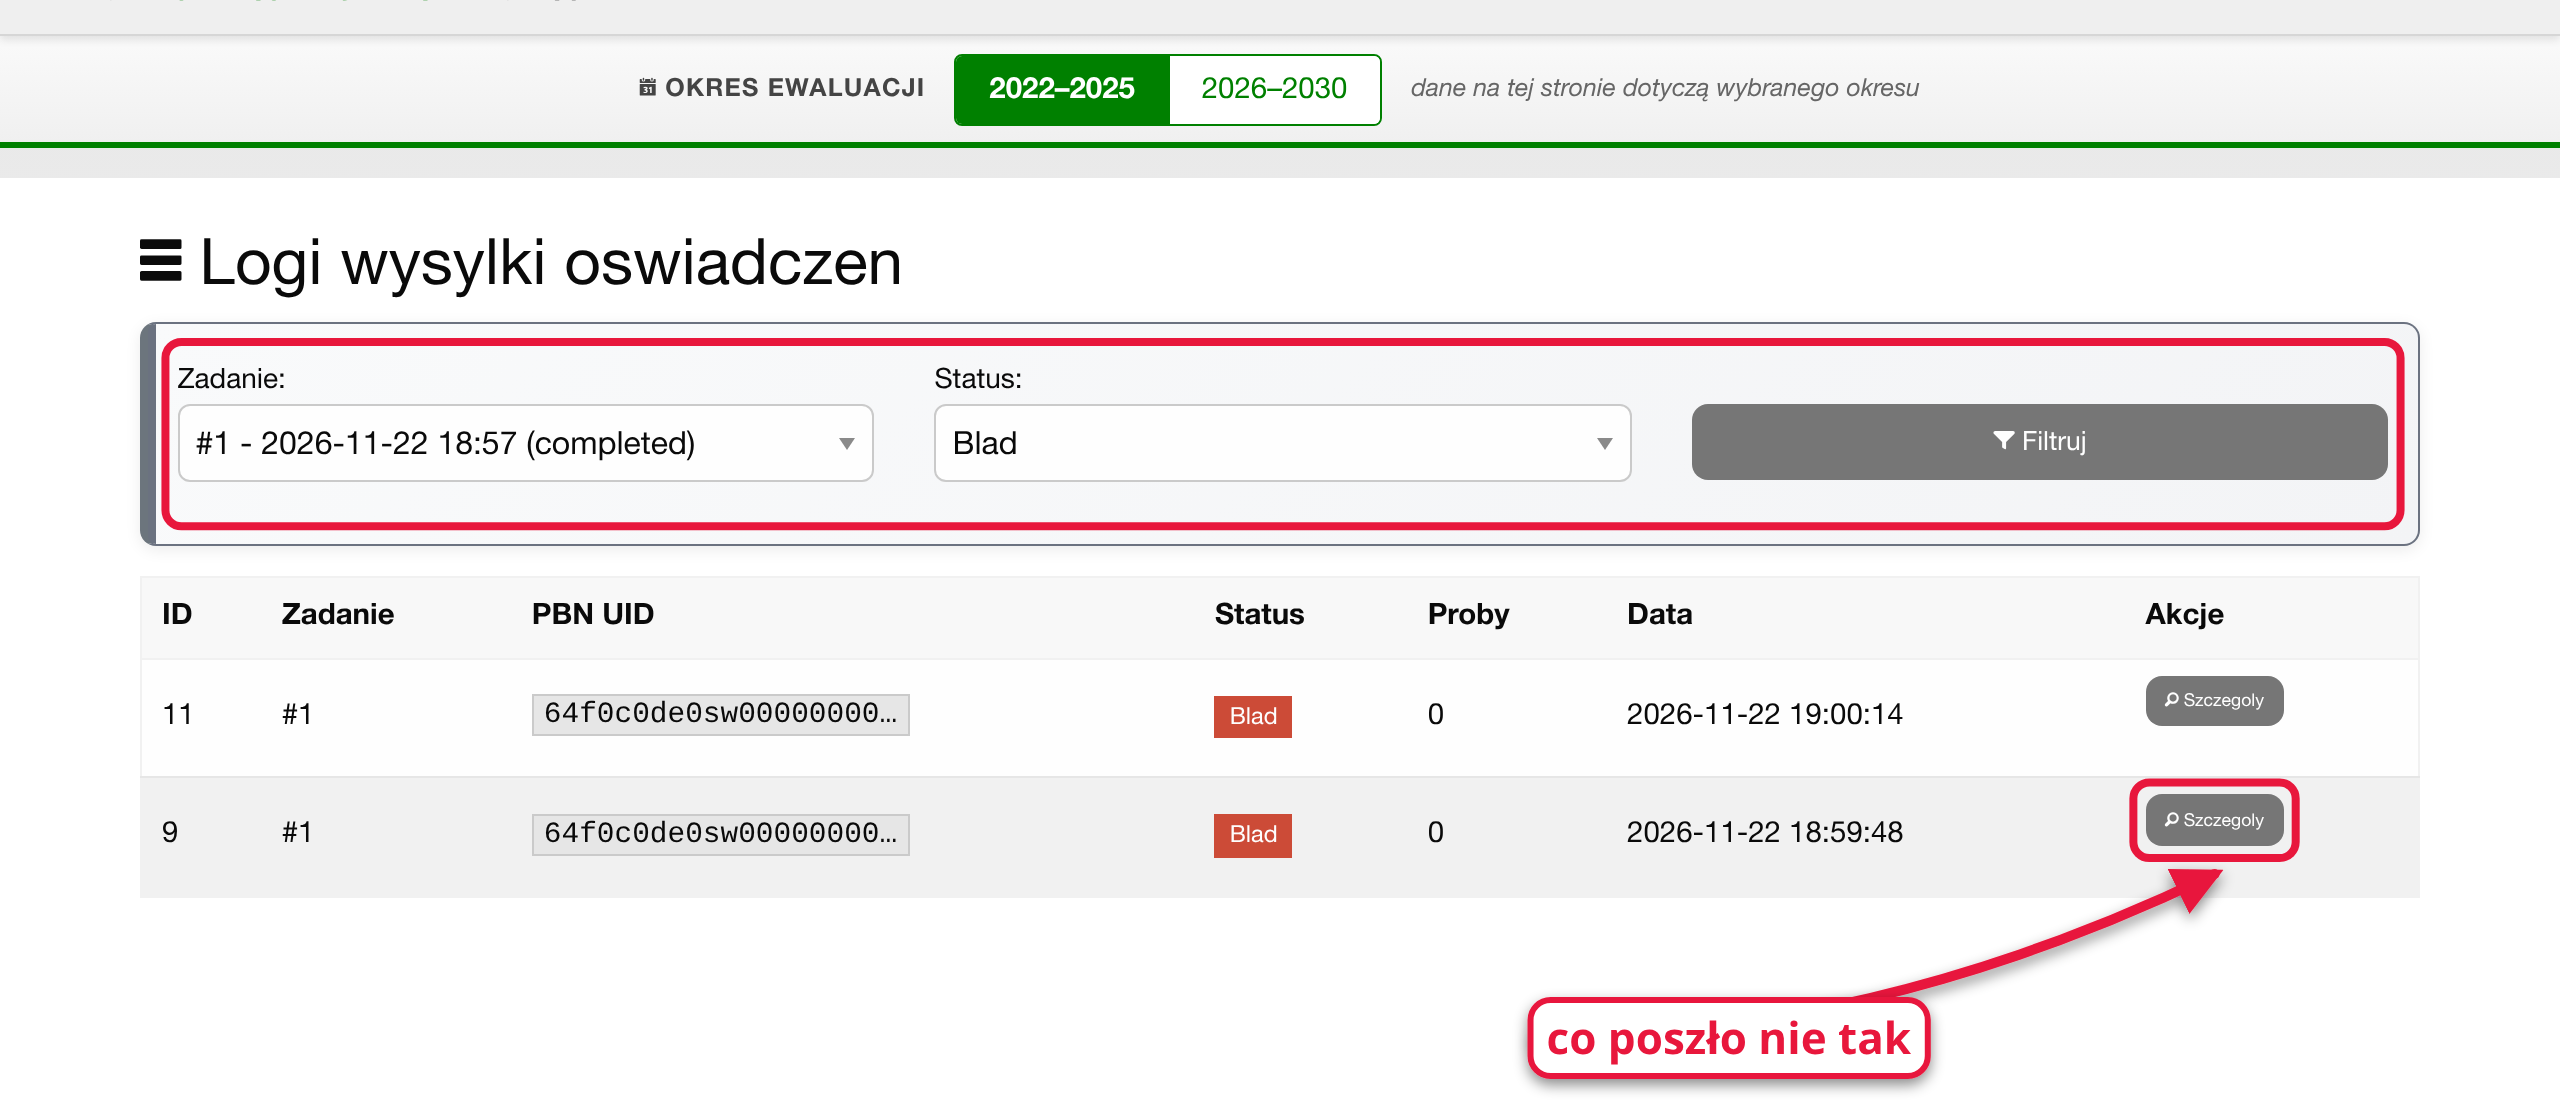 OKRES EWALUACJI 2022–2025 2026–2030 dane na tej stronie dotyczą wybranego okresu
Logi wysylki oswiadczen
Zadanie: Status:
#1 - 2026-11-22 18:57 (completed) Blad Filtruj
ID Zadanie PBN UID Status Proby Data Akcje
11 #1 64f0c0de0sw00000000… Blad 0 2026-11-22 19:00:14 Szczegoly
9 #1 64f0c0de0sw00000000… Blad 0 2026-11-22 18:59:48 Szczegoly
co poszło nie tak